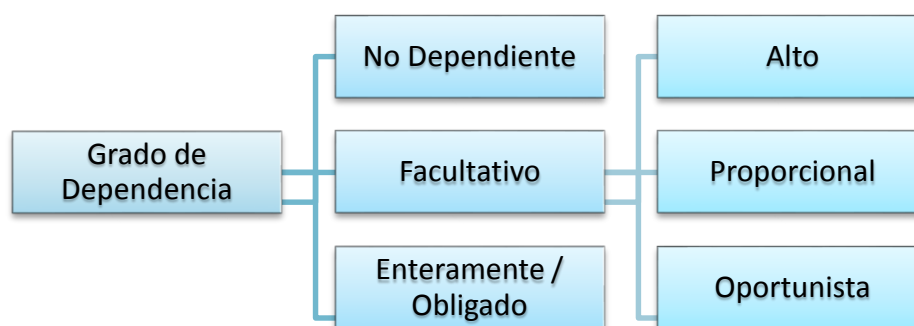 No Dependiente
Alto
Grado de
Dependencia
Facultativo
Proporcional
Enteramente /
Obligado
Oportunista